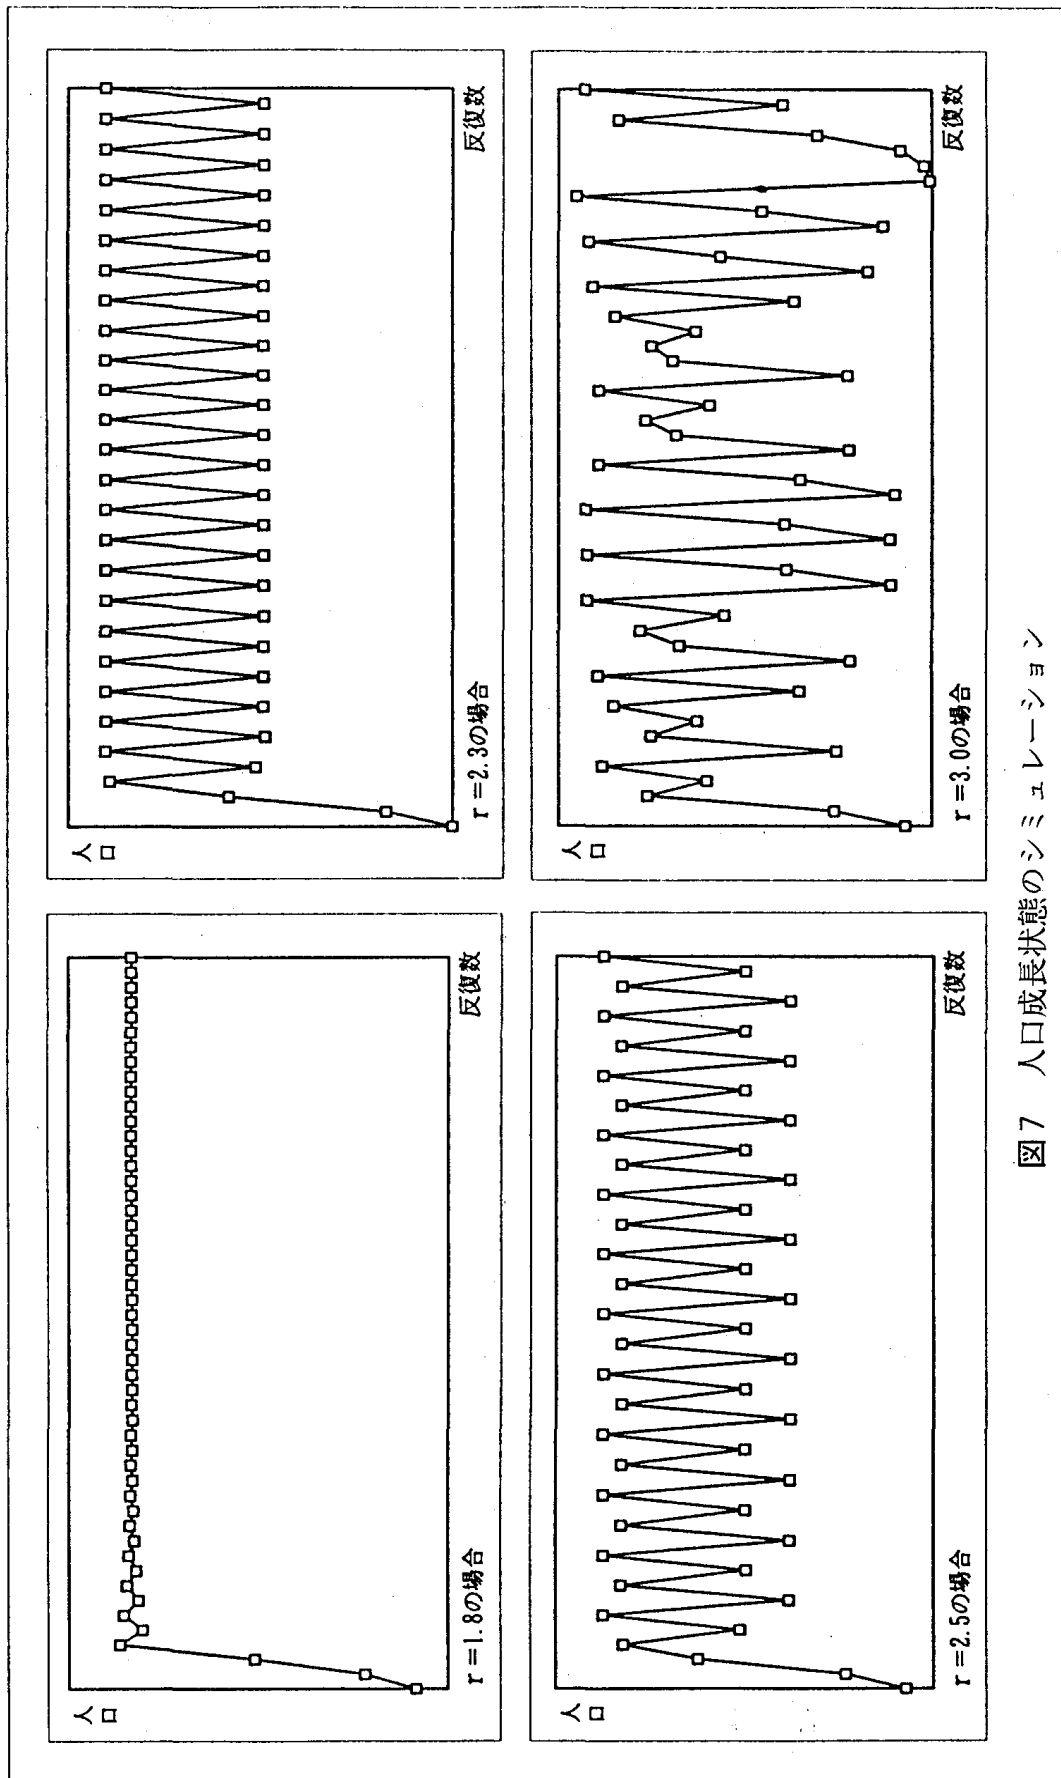 人口
反復数
r=1.8の場合
人口
反復数
r=2.3の場合
人口
反復数
r=2.5の場合
人口
反復数
r=3.0の場合
図7 人口成長状態のシミュレーション